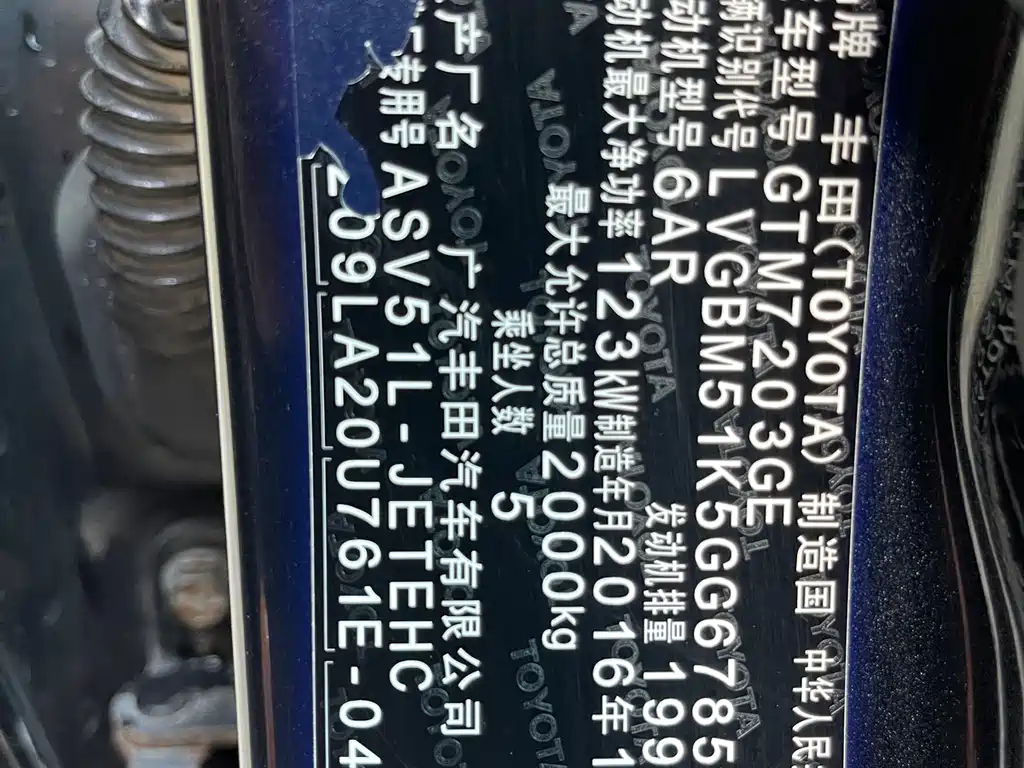 牌 丰田(TOYOTA) 制造国 中华人民
车型号 GTM7203GE
辆识别代号 LVGBM51K5GG6785
动机型号 6AR 发动机排量 199
动机最大净功率 123kW 制造年月 2016年1
最大允许总质量 2000kg
乘坐人数 5
产厂名 广汽丰田汽车有限公司
专用号 ASV51L-JETEHC
209LA20U761E-04